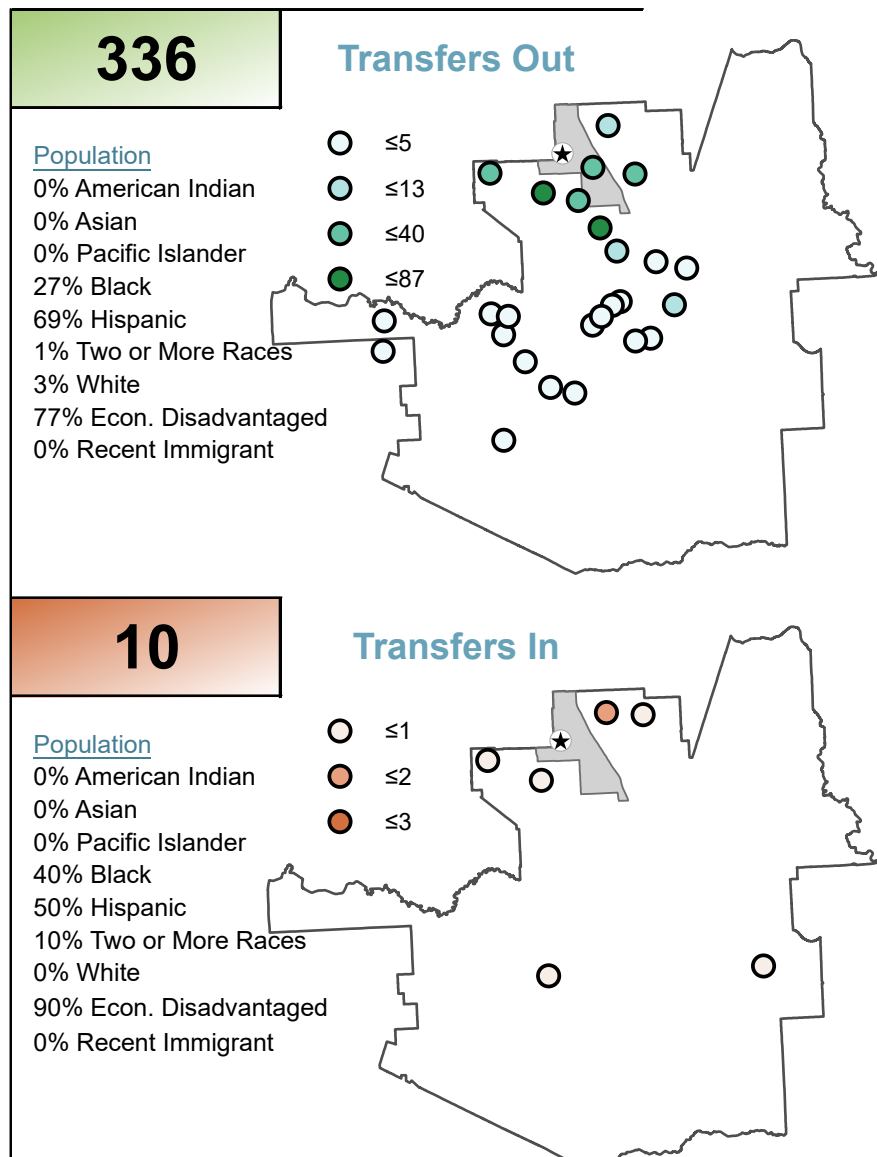 336
Transfers Out
Population
0% American Indian
0% Asian
0% Pacific Islander
27% Black
69% Hispanic
1% Two or More Races
3% White
77% Econ. Disadvantaged
0% Recent Immigrant
≤5
≤13
≤40
≤87
10
Transfers In
Population
0% American Indian
0% Asian
0% Pacific Islander
40% Black
50% Hispanic
10% Two or More Races
0% White
90% Econ. Disadvantaged
0% Recent Immigrant
≤1
≤2
≤3